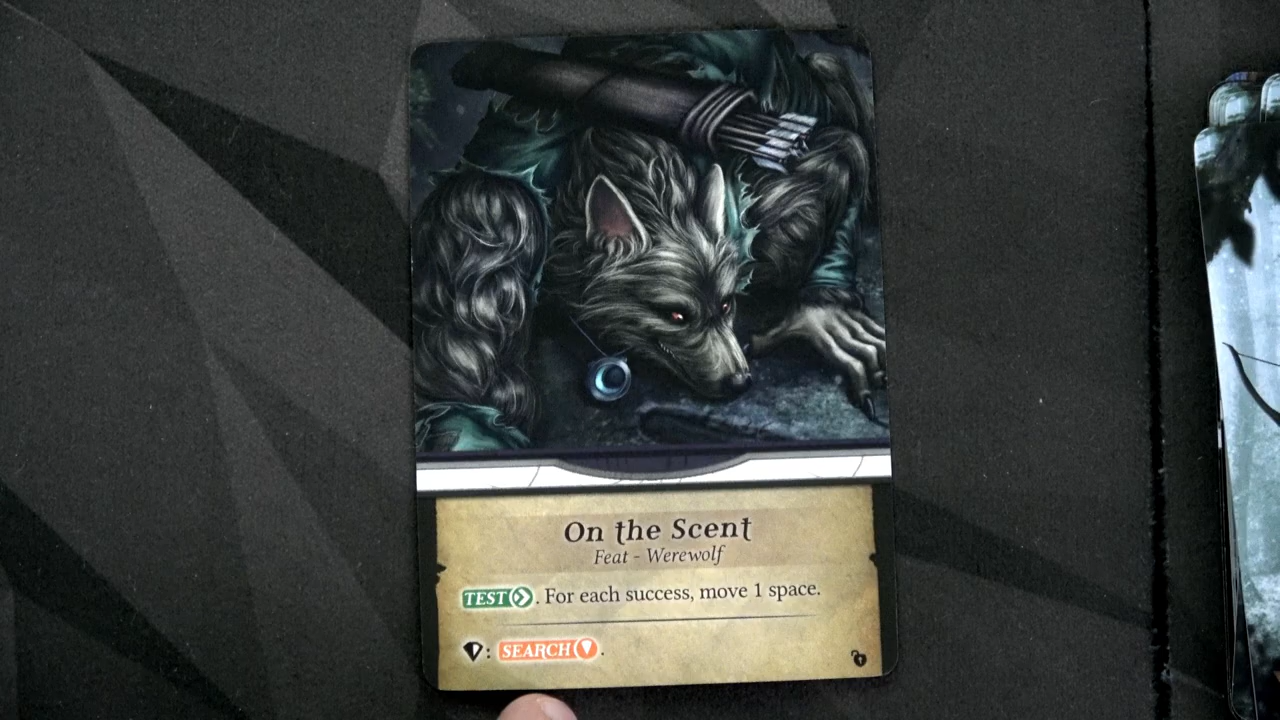 On the Scent
Feat - Werewolf
TEST. For each success, move 1 space.
: SEARCH.